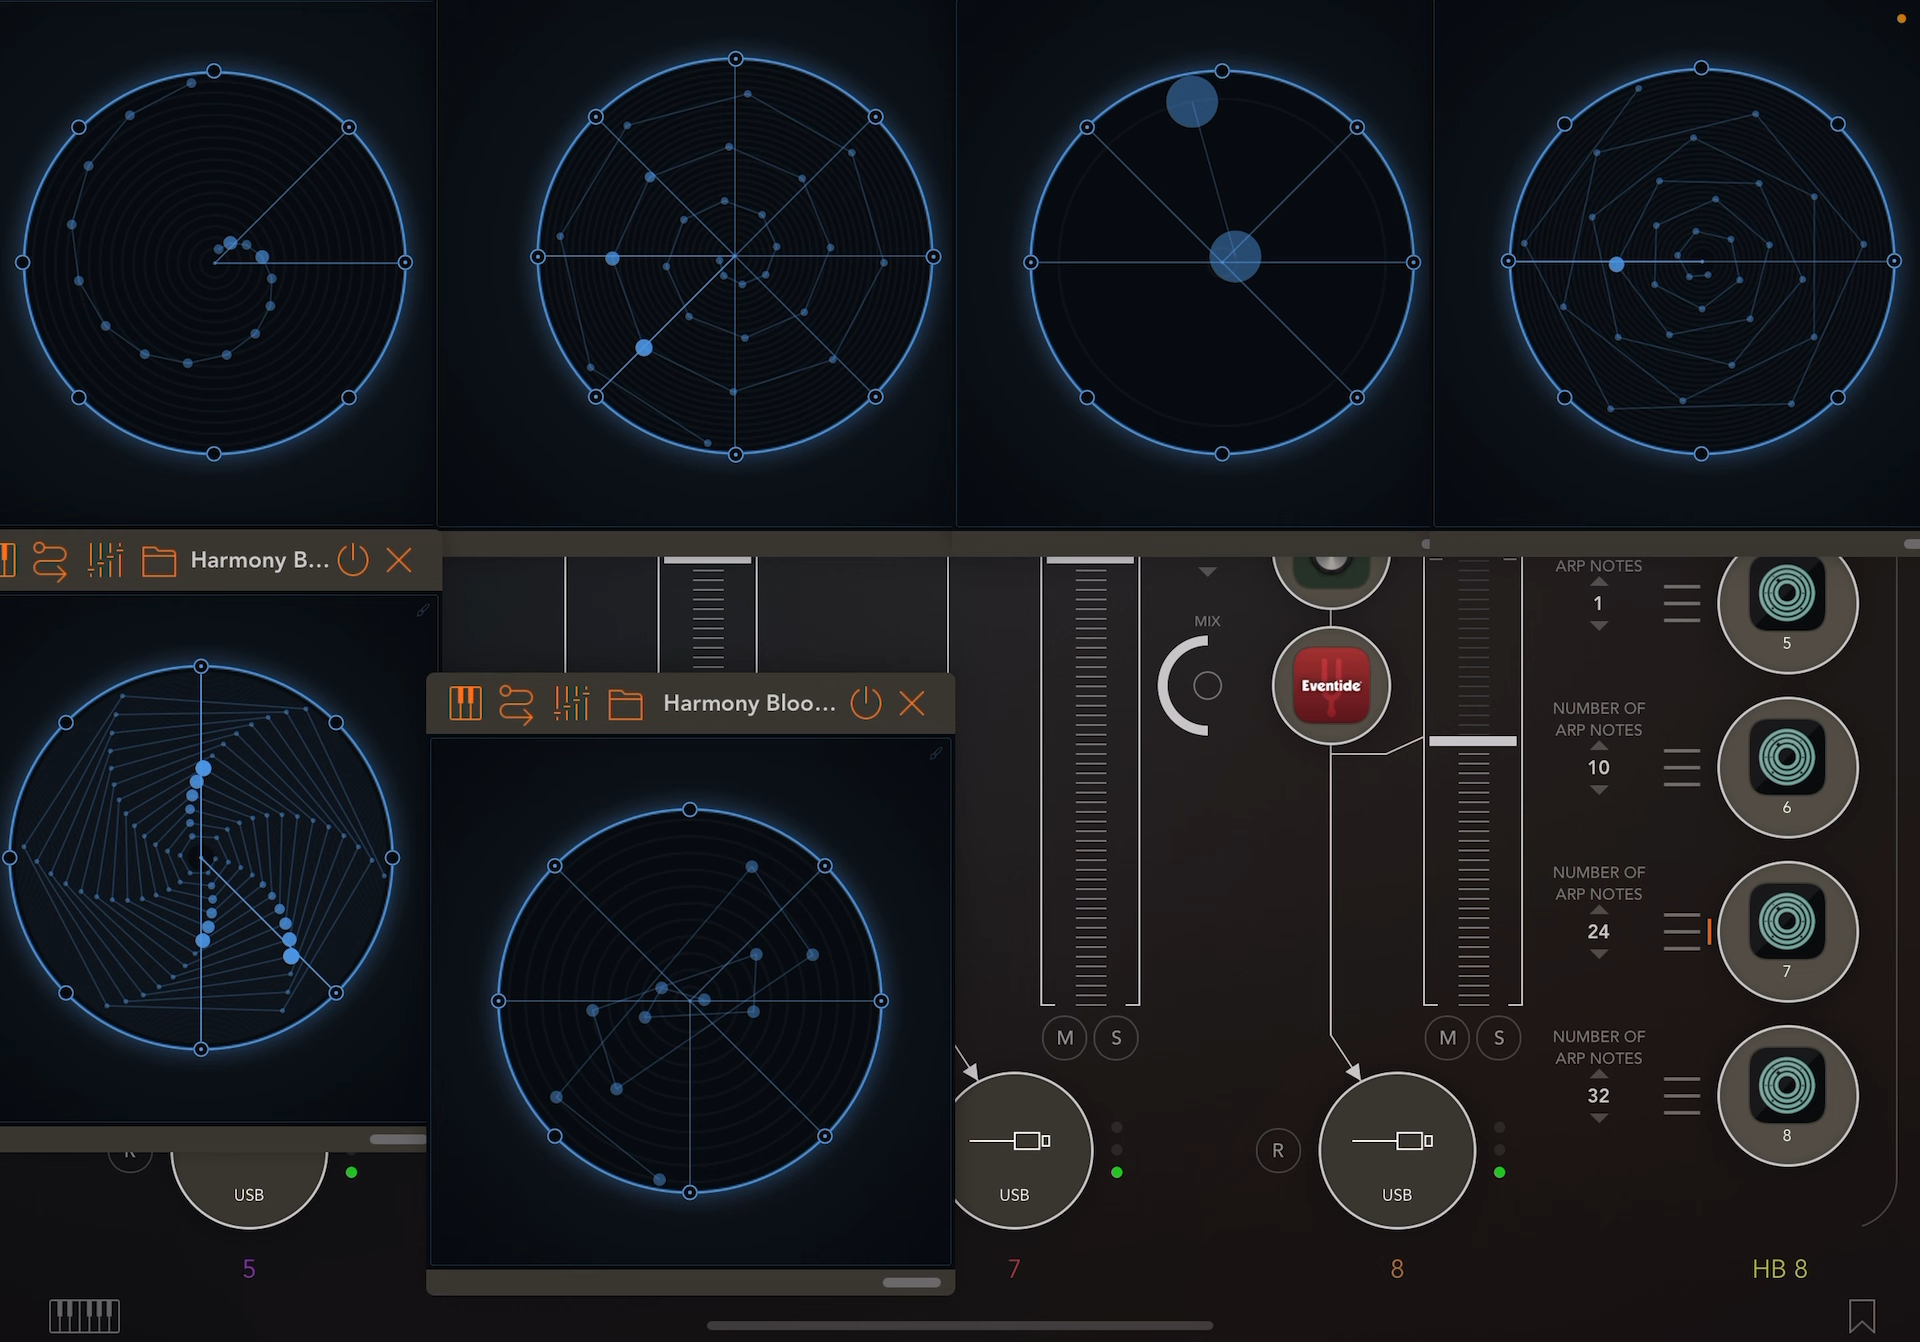 Harmony B...
ARP NOTES
1
5
MIX
Eventide
Harmony Bloo...
NUMBER OF
ARP NOTES
10
6
NUMBER OF
ARP NOTES
24
7
M
S
M
S
NUMBER OF
ARP NOTES
32
8
R
USB
USB
R
USB
5
7
8
HB 8